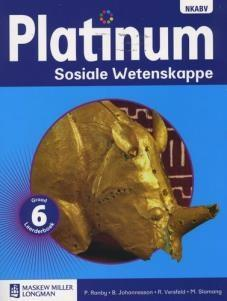 NKABV
Platinum
Sosiale Wetenskappe
Graad
6
Leerderboek
P. Ranby • B. Johannesson • R. Versfeld • M. Slamang
MASKEW MILLER
LONGMAN